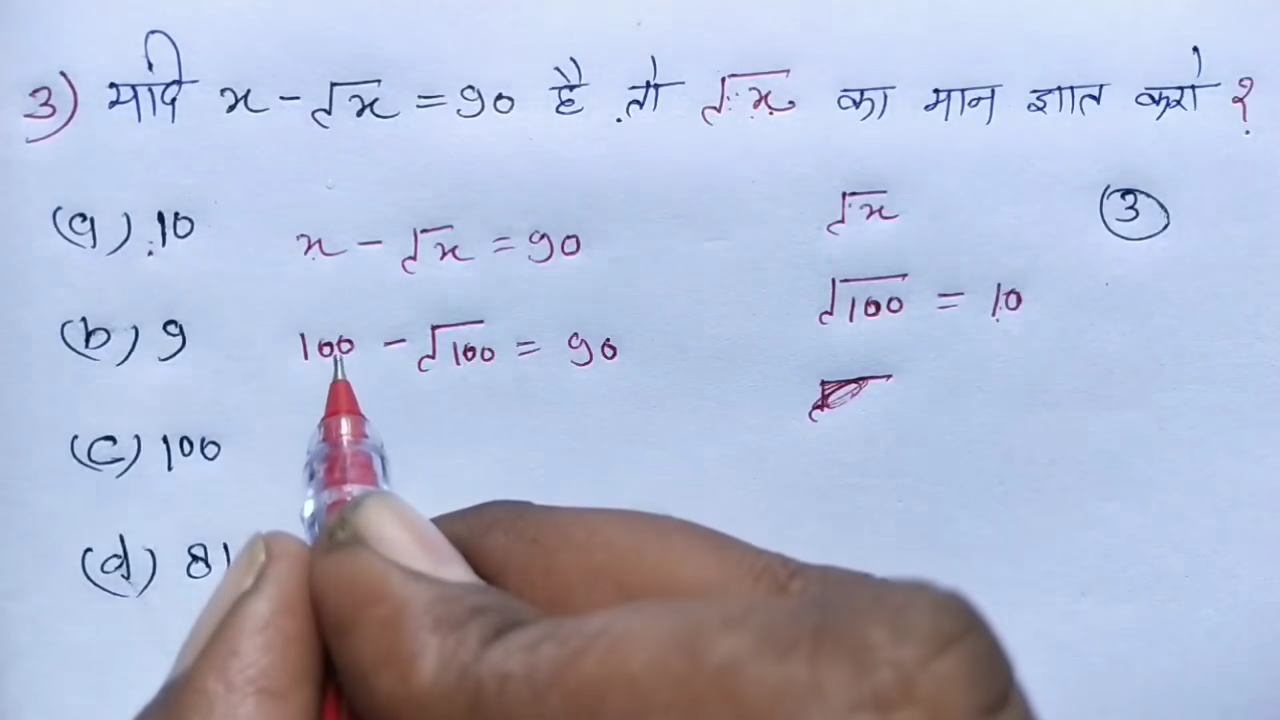 3) यदि x - √x = 90 है तो √x का मान ज्ञात करो ?
(a) 10
x - √x = 90
√x
3
(b) 9
100 - √100 = 90
√100 = 10
(c) 100
(d) 81